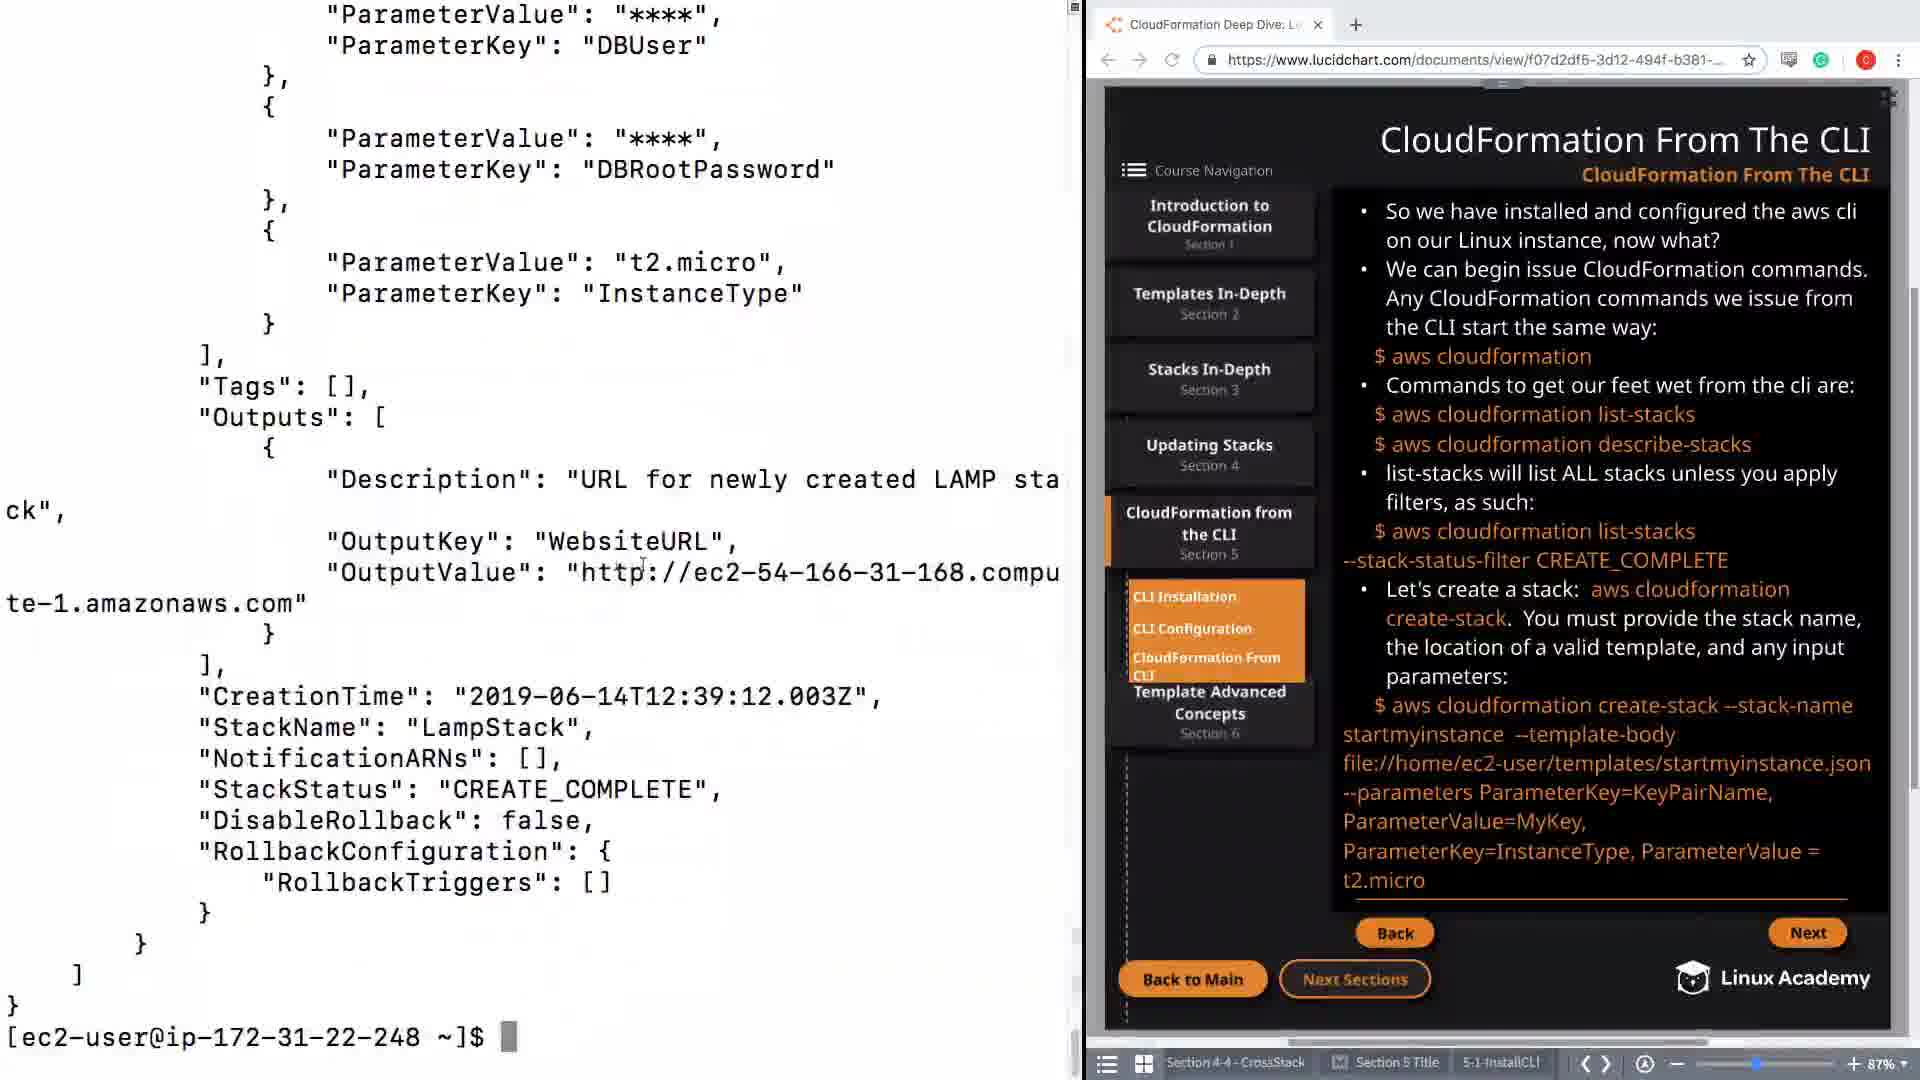 "ParameterValue": "****",
"ParameterKey": "DBUser"
},
{
"ParameterValue": "****",
"ParameterKey": "DBRootPassword"
},
{
"ParameterValue": "t2.micro",
"ParameterKey": "InstanceType"
}
],
"Tags": [],
"Outputs": [
{
"Description": "URL for newly created LAMP sta
ck",
"OutputKey": "WebsiteURL",
"OutputValue": "http://ec2-54-166-31-168.compu
te-1.amazonaws.com"
}
],
"CreationTime": "2019-06-14T12:39:12.003Z",
"StackName": "LampStack",
"NotificationARNs": [],
"StackStatus": "CREATE_COMPLETE",
"DisableRollback": false,
"RollbackConfiguration": {
"RollbackTriggers": []
}
}
]
}
[ec2-user@ip-172-31-22-248 ~]$
CloudFormation Deep Dive: Le
https://www.lucidchart.com/documents/view/f07d2df5-3d12-494f-b381-...
CloudFormation From The CLI
CloudFormation From The CLI
Course Navigation
Introduction to
CloudFormation
Section 1
Templates In-Depth
Section 2
Stacks In-Depth
Section 3
Updating Stacks
Section 4
CloudFormation from
the CLI
Section 5
CLI Installation
CLI Configuration
CloudFormation From
CLI
Template Advanced
Concepts
Section 6
• So we have installed and configured the aws cli
on our Linux instance, now what?
• We can begin issue CloudFormation commands.
Any CloudFormation commands we issue from
the CLI start the same way:
$ aws cloudformation
• Commands to get our feet wet from the cli are:
$ aws cloudformation list-stacks
$ aws cloudformation describe-stacks
• list-stacks will list ALL stacks unless you apply
filters, as such:
$ aws cloudformation list-stacks
--stack-status-filter CREATE_COMPLETE
• Let's create a stack: aws cloudformation
create-stack. You must provide the stack name,
the location of a valid template, and any input
parameters:
$ aws cloudformation create-stack --stack-name
startmyinstance --template-body
file://home/ec2-user/templates/startmyinstance.json
--parameters ParameterKey=KeyPairName,
ParameterValue=MyKey,
ParameterKey=InstanceType, ParameterValue =
t2.micro
Back
Next
Back to Main
Next Sections
Linux Academy
Section 4-4 - CrossStack
Section 5 Title
5-1-InstallCLI
87%